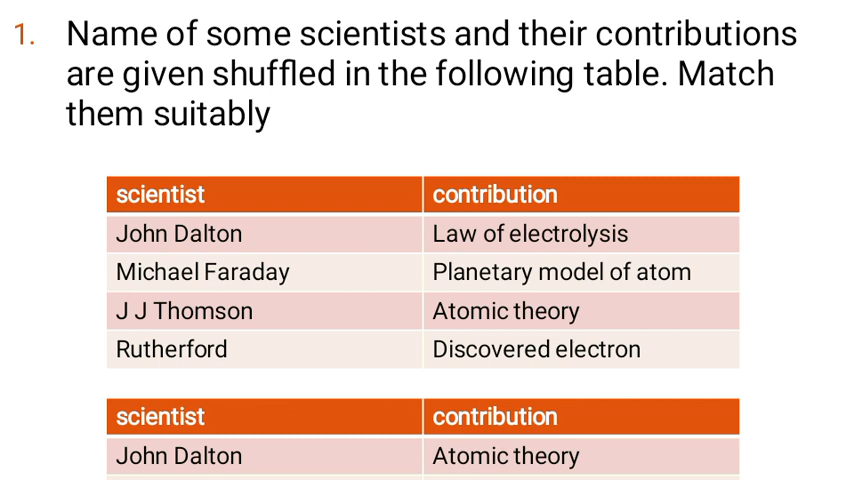 1. Name of some scientists and their contributions
are given shuffled in the following table. Match
them suitably
scientist contribution
John Dalton Law of electrolysis
Michael Faraday Planetary model of atom
J J Thomson Atomic theory
Rutherford Discovered electron
scientist contribution
John Dalton Atomic theory